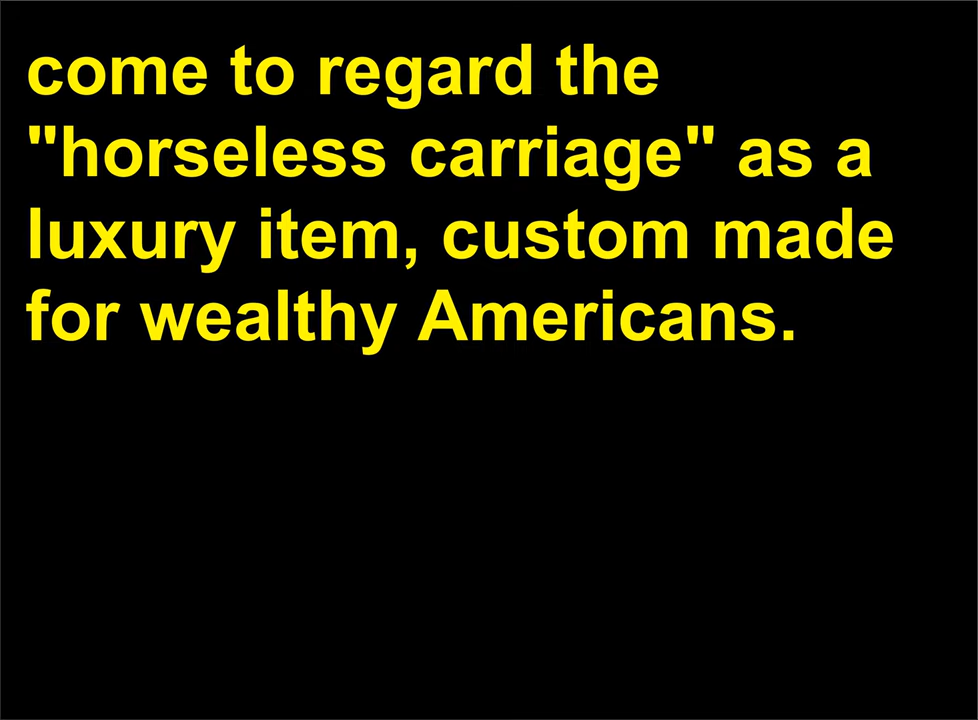 come to regard the
"horseless carriage" as a
luxury item, custom made
for wealthy Americans.